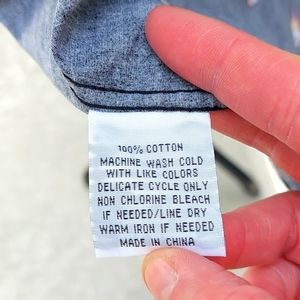 100% COTTON
MACHINE WASH COLD
WITH LIKE COLORS
DELICATE CYCLE ONLY
NON CHLORINE BLEACH
IF NEEDED/LINE DRY
WARM IRON IF NEEDED
MADE IN CHINA